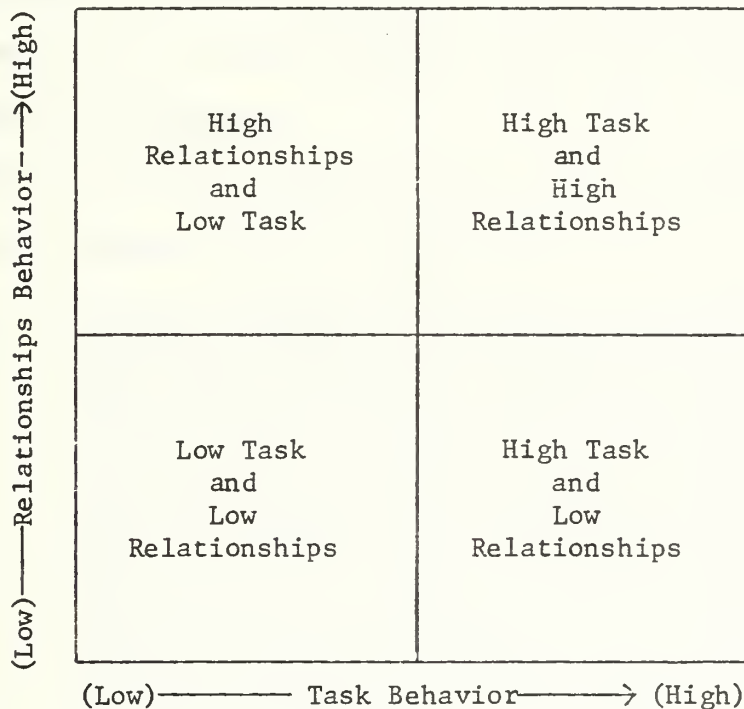 (Low)——Relationships Behavior--→(High)
High
Relationships
and
Low Task
High Task
and
High
Relationships
Low Task
and
Low
Relationships
High Task
and
Low
Relationships
(Low)——— Task Behavior———→ (High)